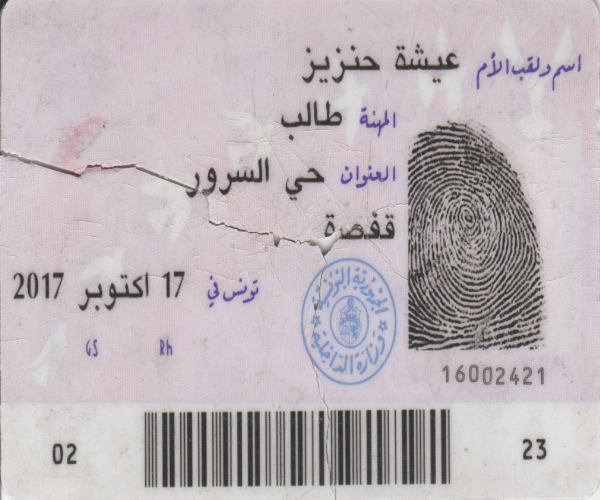 اسم ولقب الأم عيشة حنزيز
المهنة طالب
العنوان حي السرور
قفصة
تونس في 17 اكتوبر 2017
GS Rh
الجمهورية التونسية
وزارة الداخلية
16002421
02 23